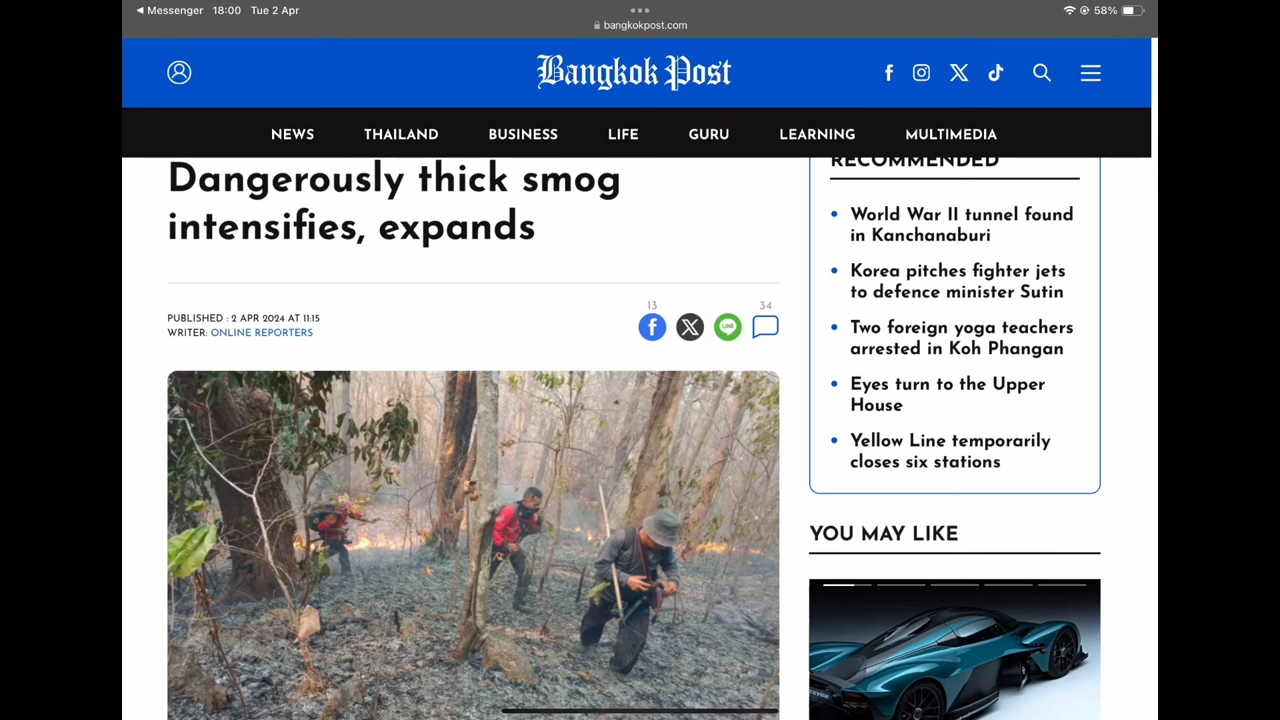 Messenger 18:00 Tue 2 Apr
58%
bangkokpost.com
Bangkok Post
NEWS THAILAND BUSINESS LIFE GURU LEARNING MULTIMEDIA
Dangerously thick smog
intensifies, expands
PUBLISHED : 2 APR 2024 AT 11:15
WRITER: ONLINE REPORTERS
13
34
LINE
RECOMMENDED
World War II tunnel found
in Kanchanaburi
Korea pitches fighter jets
to defence minister Sutin
Two foreign yoga teachers
arrested in Koh Phangan
Eyes turn to the Upper
House
Yellow Line temporarily
closes six stations
YOU MAY LIKE